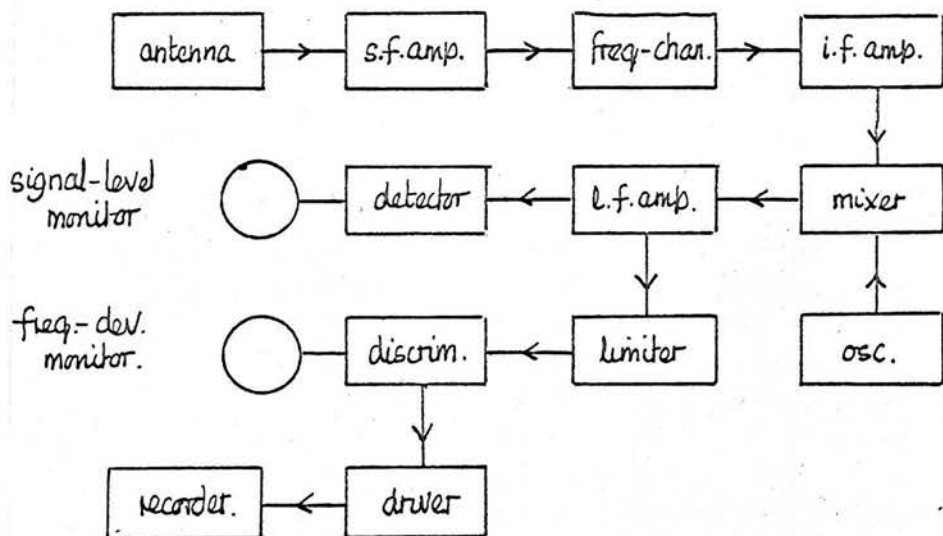 antenna
s.f.amp.
freq-chan.
i.f. amp.
signal-level
monitor
detector
l.f.amp.
mixer
freq.- dev.
monitor.
discrim.
limiter
osc.
recorder.
driver